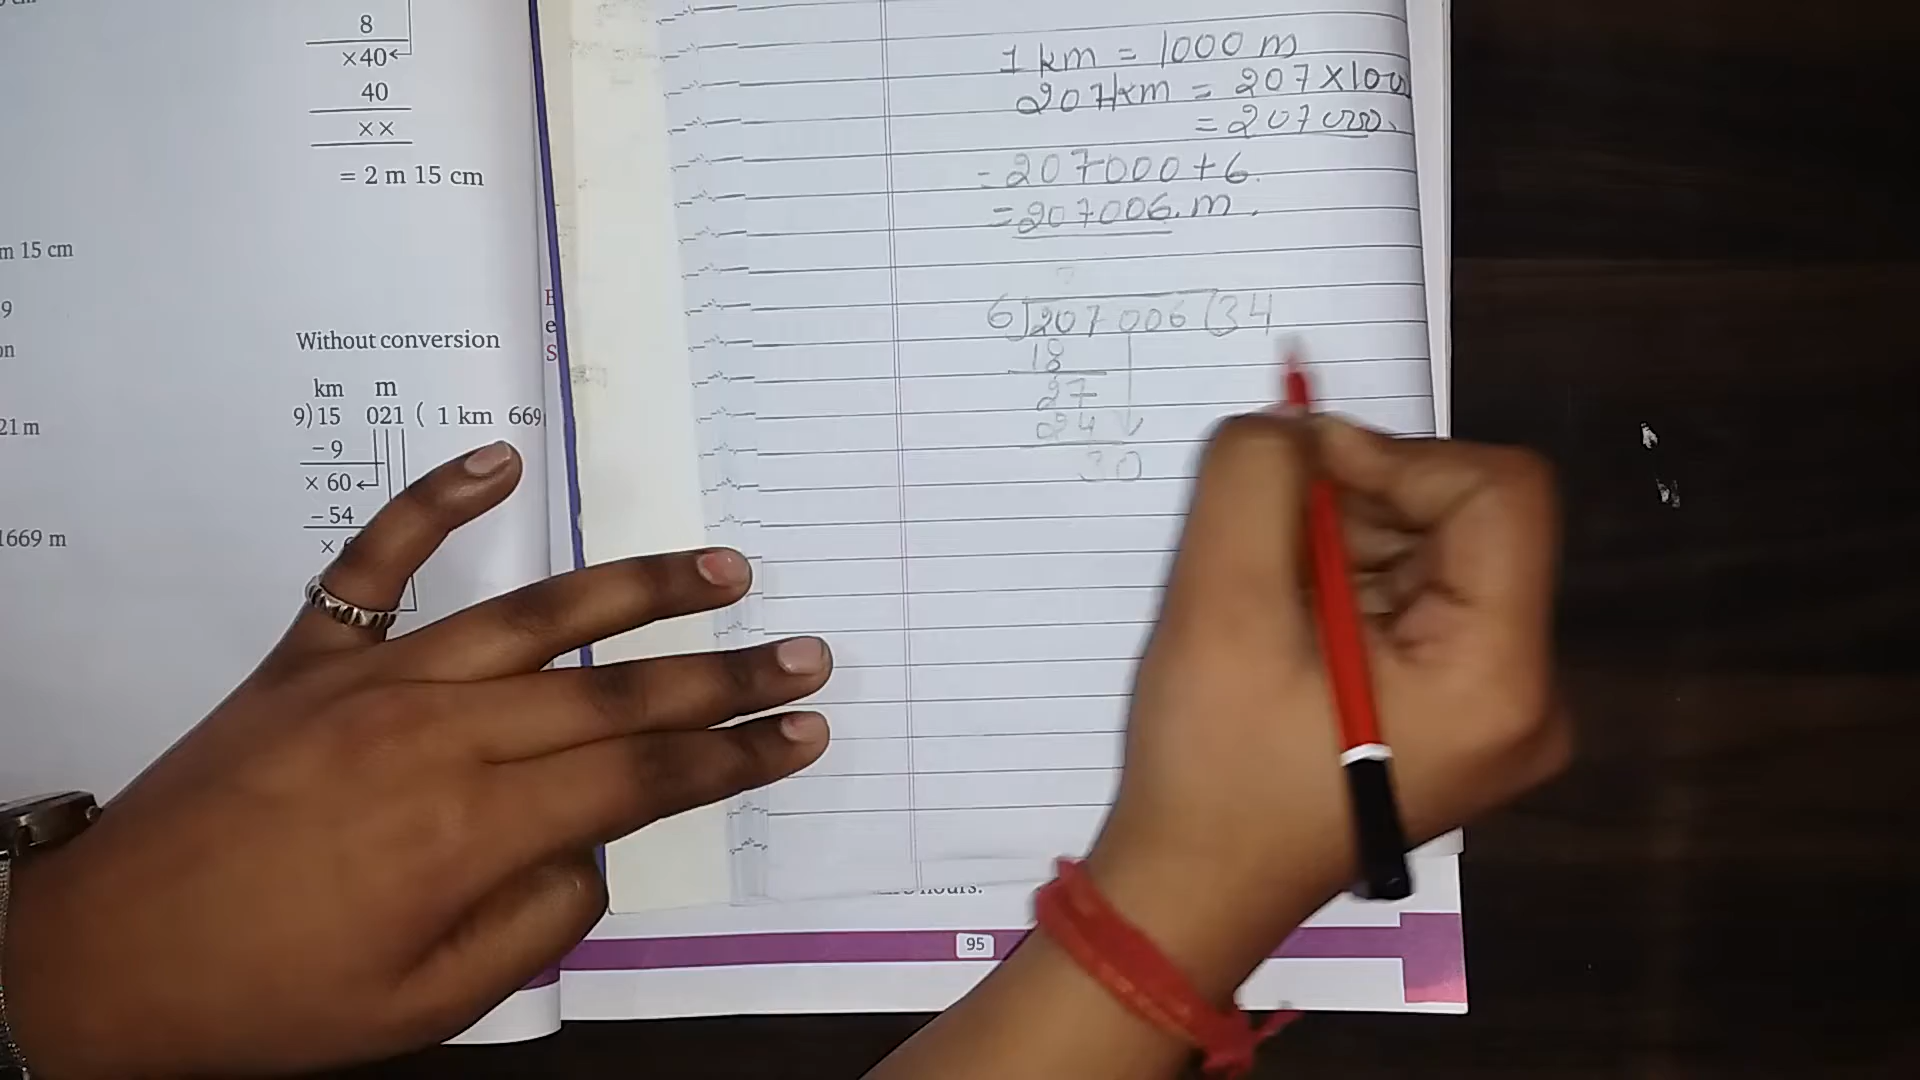 8
×40
40
××
= 2 m 15 cm
m 15 cm
9
on
21 m
1669 m
Without conversion
km m
9)15 021 ( 1 km 669
– 9
× 60
– 54
×
E
e
S
1 km = 1000 m
207km = 207×100
= 207000
= 207000+6.
= 207006.m.
6)207006(34
18
27
24
30
hours.
95